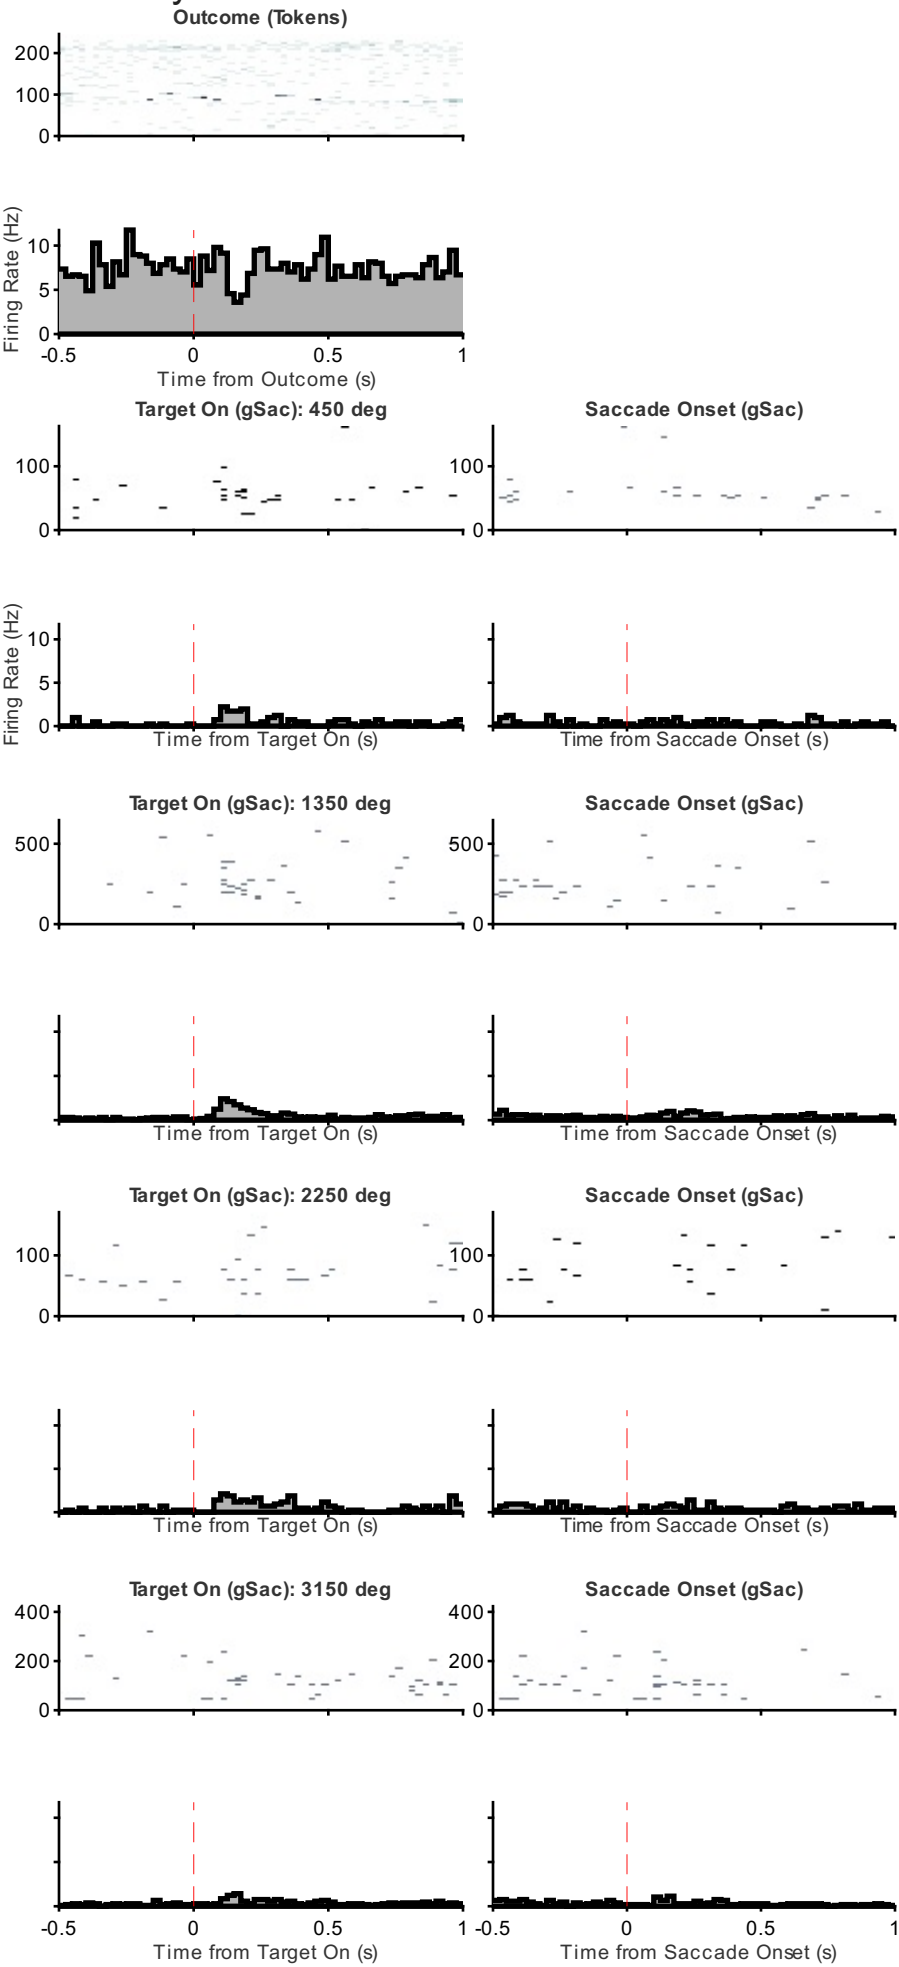 Outcome (Tokens)
200
100
0
Firing Rate (Hz)
10
5
0
-0.5 0 0.5 1
Time from Outcome (s)
Target On (gSac): 450 deg Saccade Onset (gSac)
100 100
0 0
Firing Rate (Hz)
10
5
0
Time from Target On (s) Time from Saccade Onset (s)
Target On (gSac): 1350 deg Saccade Onset (gSac)
500 500
0 0
Time from Target On (s) Time from Saccade Onset (s)
Target On (gSac): 2250 deg Saccade Onset (gSac)
100 100
0 0
Time from Target On (s) Time from Saccade Onset (s)
Target On (gSac): 3150 deg Saccade Onset (gSac)
400 400
200 200
0 0
-0.5 0 0.5 1 -0.5 0 0.5 1
Time from Target On (s) Time from Saccade Onset (s)